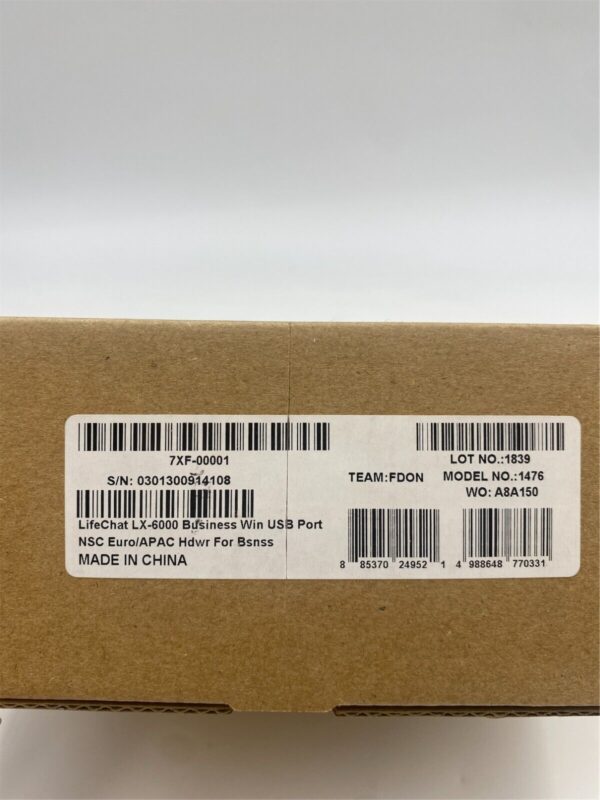 7XF-00001
S/N: 0301300914108
LifeChat LX-6000 Business Win USB Port
NSC Euro/APAC Hdwr For Bsnss
MADE IN CHINA
LOT NO.:1839
TEAM:FDON MODEL NO.:1476
WO: A8A150
8 85370 24952 1
4 988648 770331